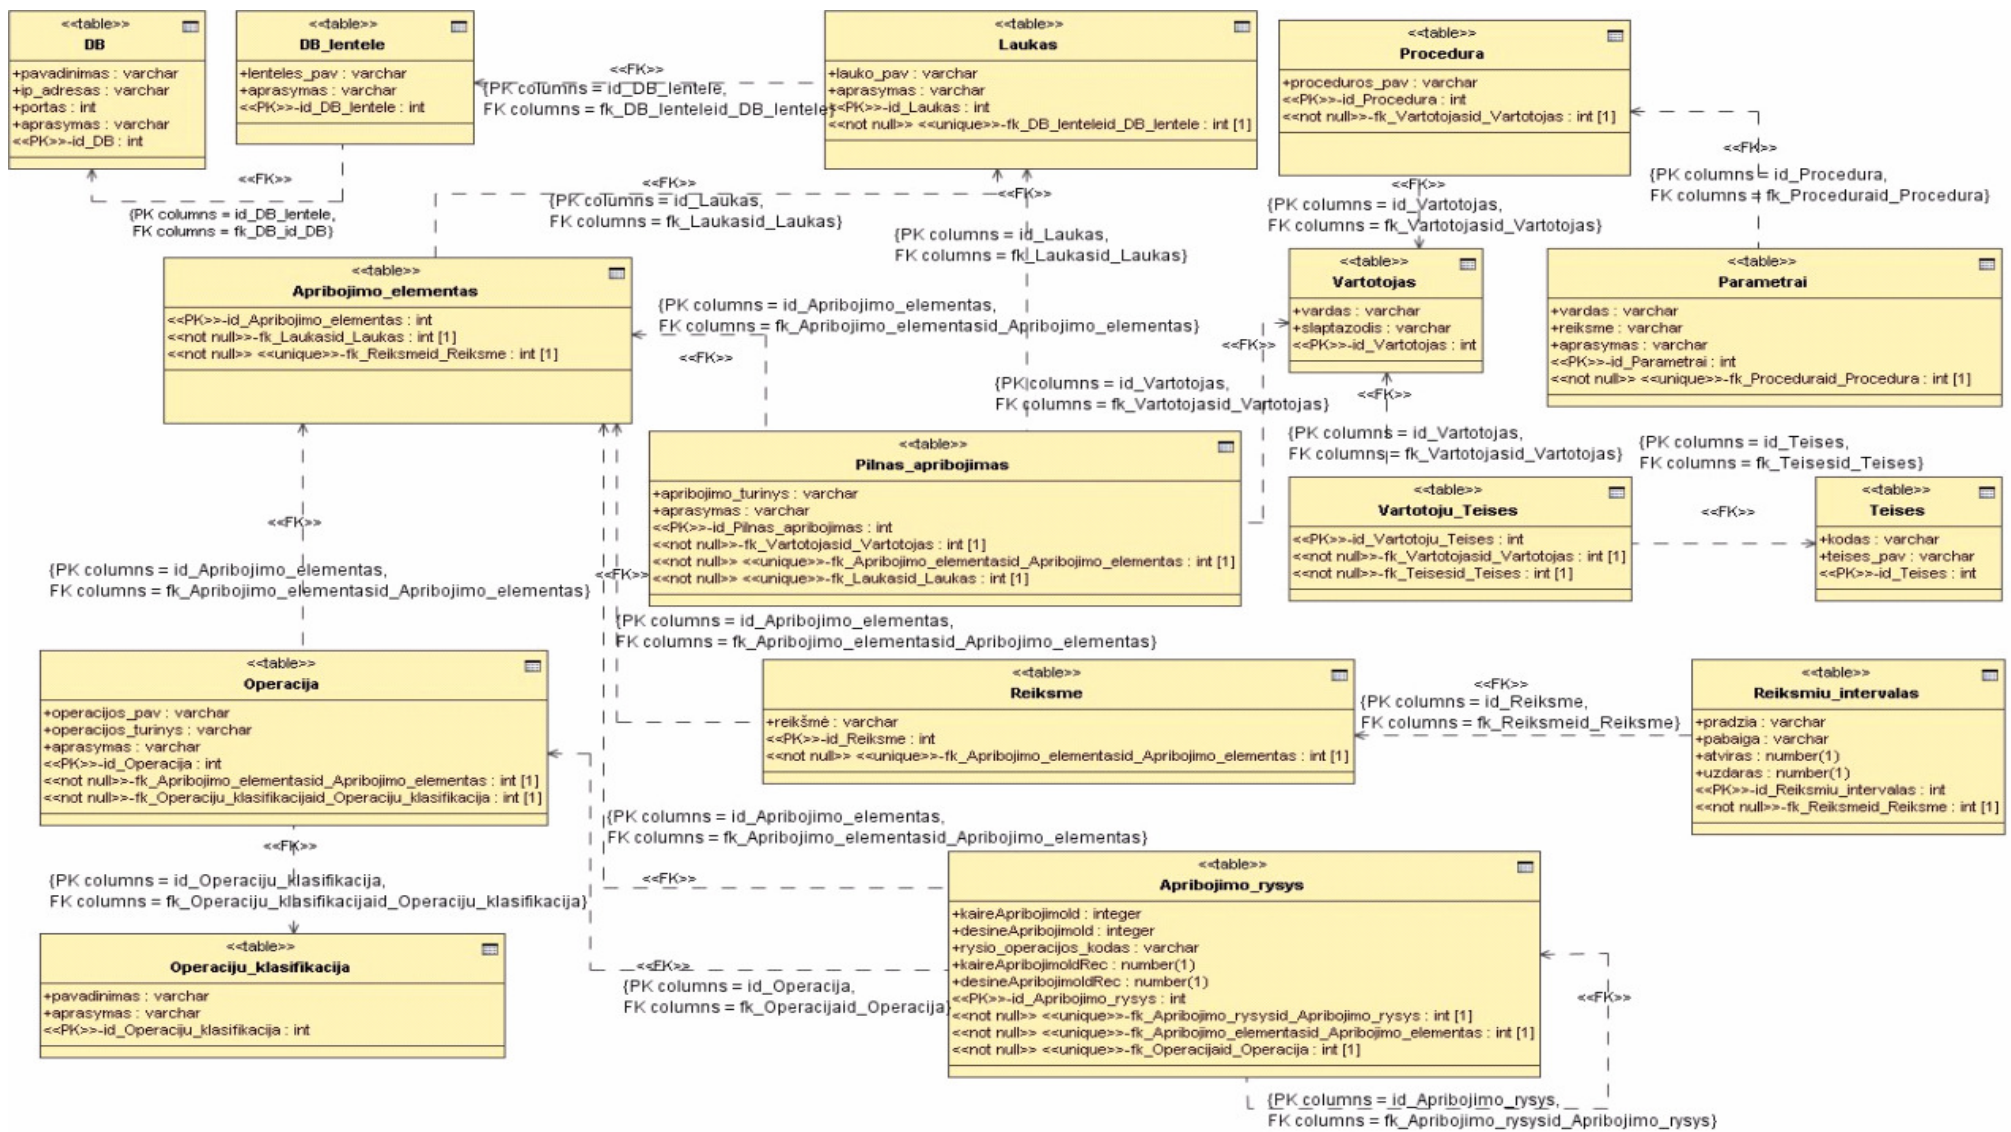 <<table>>
DB
+pavadinimas : varchar
+ip_adresas : varchar
+portas : int
+aprasymas : varchar
<<PK>>-id_DB : int
<<table>>
DB_lentele
+lenteles_pav : varchar
+aprasymas : varchar
<<PK>>-id_DB_lentele : int
<<FK>>
{PK columns = id_DB_lentele,
FK columns = fk_DB_lenteleid_DB_lentele}
<<table>>
Laukas
+lauko_pav : varchar
+aprasymas : varchar
<<PK>>-id_Laukas : int
<<not null>> <<unique>>-fk_DB_lenteleid_DB_lentele : int [1]
<<table>>
Procedura
+proceduros_pav : varchar
<<PK>>-id_Procedura : int
<<not null>>-fk_Vartotojasid_Vartotojas : int [1]
<<FK>>
{PK columns = id_DB_lentele,
FK columns = fk_DB_id_DB}
<<FK>>
{PK columns = id_Laukas,
FK columns = fk_Laukasid_Laukas}
<<FK>>
{PK columns = id_Laukas,
FK columns = fk_Laukasid_Laukas}
<<FK>>
{PK columns = id_Vartotojas,
FK columns = fk_Vartotojasid_Vartotojas}
<<FK>>
{PK columns = id_Procedura,
FK columns = fk_Proceduraid_Procedura}
<<table>>
Apribojimo_elementas
<<PK>>-id_Apribojimo_elementas : int
<<not null>>-fk_Laukasid_Laukas : int [1]
<<not null>> <<unique>>-fk_Reiksmeid_Reiksme : int [1]
{PK columns = id_Apribojimo_elementas,
FK columns = fk_Apribojimo_elementasid_Apribojimo_elementas}
<<FK>>
<<table>>
Vartotojas
+vardas : varchar
+slaptazodis : varchar
<<PK>>-id_Vartotojas : int
<<table>>
Parametrai
+vardas : varchar
+reiksme : varchar
+aprasymas : varchar
<<PK>>-id_Parametrai : int
<<not null>> <<unique>>-fk_Proceduraid_Procedura : int [1]
<<FK>>
{PK columns = id_Vartotojas,
FK columns = fk_Vartotojasid_Vartotojas}
<<FK>>
{PK columns = id_Vartotojas,
FK columns = fk_Vartotojasid_Vartotojas}
{PK columns = id_Teises,
FK columns = fk_Teisesid_Teises}
<<FK>>
<<table>>
Pilnas_apribojimas
+apribojimo_turinys : varchar
+aprasymas : varchar
<<PK>>-id_Pilnas_apribojimas : int
<<not null>>-fk_Vartotojasid_Vartotojas : int [1]
<<not null>> <<unique>>-fk_Apribojimo_elementasid_Apribojimo_elementas : int [1]
<<not null>> <<unique>>-fk_Laukasid_Laukas : int [1]
<<table>>
Vartotoju_Teises
<<PK>>-id_Vartotoju_Teises : int
<<not null>>-fk_Vartotojasid_Vartotojas : int [1]
<<not null>>-fk_Teisesid_Teises : int [1]
<<table>>
Teises
+kodas : varchar
+teises_pav : varchar
<<PK>>-id_Teises : int
<<FK>>
{PK columns = id_Apribojimo_elementas,
FK columns = fk_Apribojimo_elementasid_Apribojimo_elementas}
<<FK>>
{PK columns = id_Apribojimo_elementas,
FK columns = fk_Apribojimo_elementasid_Apribojimo_elementas}
<<table>>
Operacija
+operacijos_pav : varchar
+operacijos_turinys : varchar
+aprasymas : varchar
<<PK>>-id_Operacija : int
<<not null>>-fk_Apribojimo_elementasid_Apribojimo_elementas : int [1]
<<not null>>-fk_Operaciju_klasifikacijaid_Operaciju_klasifikacija : int [1]
<<table>>
Reiksme
+reikšmė : varchar
<<PK>>-id_Reiksme : int
<<not null>> <<unique>>-fk_Apribojimo_elementasid_Apribojimo_elementas : int [1]
<<FK>>
{PK columns = id_Reiksme,
FK columns = fk_Reiksmeid_Reiksme}
<<table>>
Reiksmiu_intervalas
+pradzia : varchar
+pabaiga : varchar
+atviras : number(1)
+uzdaras : number(1)
<<PK>>-id_Reiksmiu_intervalas : int
<<not null>>-fk_Reiksmeid_Reiksme : int [1]
{PK columns = id_Apribojimo_elementas,
FK columns = fk_Apribojimo_elementasid_Apribojimo_elementas}
<<FK>>
<<FK>>
{PK columns = id_Operaciju_klasifikacija,
FK columns = fk_Operaciju_klasifikacijaid_Operaciju_klasifikacija}
<<table>>
Operaciju_klasifikacija
+pavadinimas : varchar
+aprasymas : varchar
<<PK>>-id_Operaciju_klasifikacija : int
<<FK>>
{PK columns = id_Operacija,
FK columns = fk_Operacijaid_Operacija}
<<table>>
Apribojimo_rysys
+kaireApribojimoId : integer
+desineApribojimoId : integer
+rysio_operacijos_kodas : varchar
+kaireApribojimoIdRec : number(1)
+desineApribojimoIdRec : number(1)
<<PK>>-id_Apribojimo_rysys : int
<<not null>> <<unique>>-fk_Apribojimo_rysysid_Apribojimo_rysys : int [1]
<<not null>> <<unique>>-fk_Apribojimo_elementasid_Apribojimo_elementas : int [1]
<<not null>> <<unique>>-fk_Operacijaid_Operacija : int [1]
<<FK>>
{PK columns = id_Apribojimo_rysys,
FK columns = fk_Apribojimo_rysysid_Apribojimo_rysys}